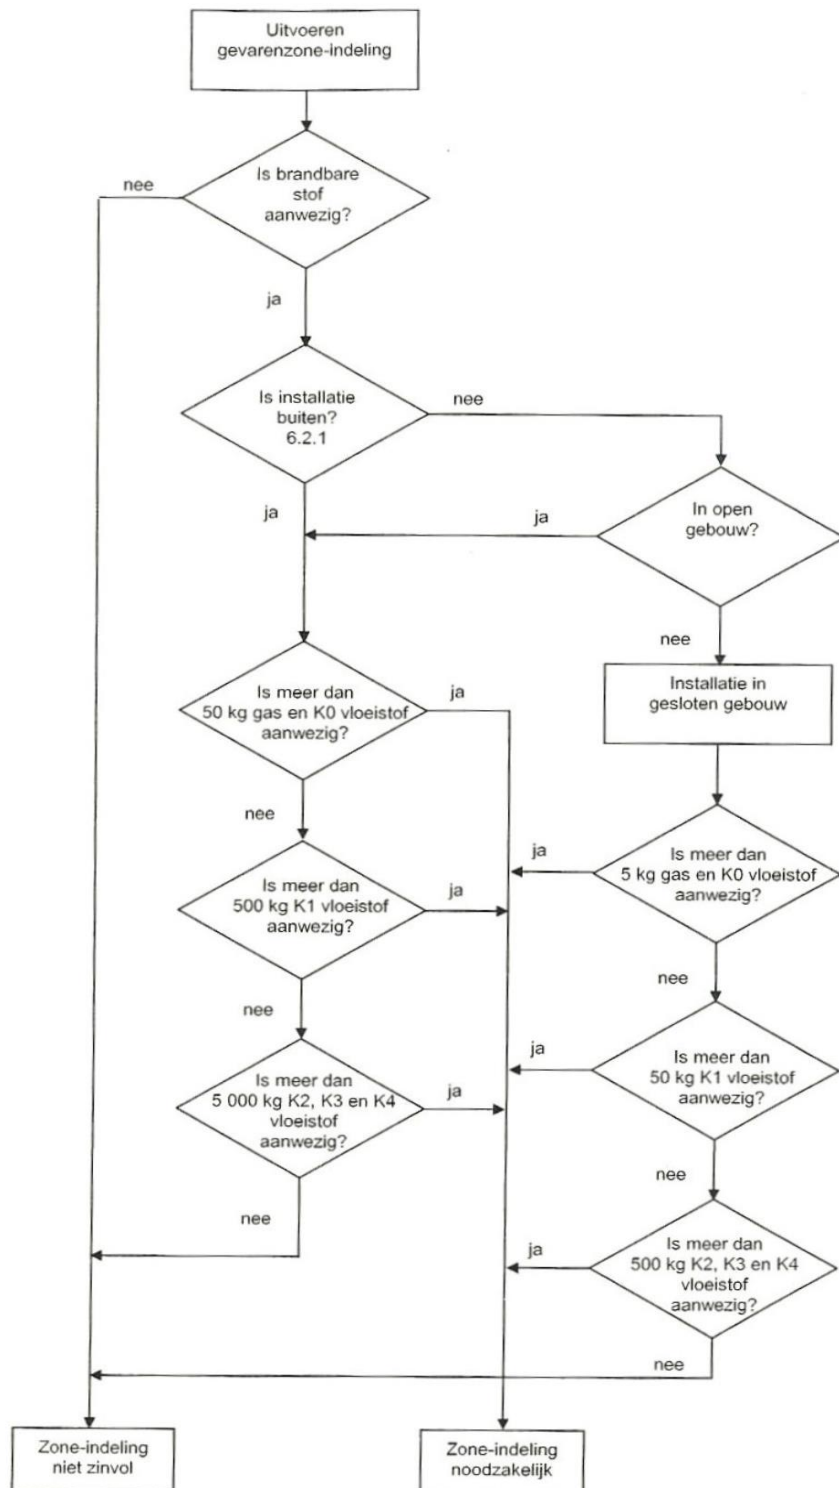 Uitvoeren
gevarenzone-indeling
Is brandbare
stof
aanwezig?
nee
ja
Is installatie
buiten?
6.2.1
nee
ja
In open
gebouw?
ja
nee
Installatie in
gesloten gebouw
Is meer dan
50 kg gas en K0 vloeistof
aanwezig?
ja
nee
Is meer dan
5 kg gas en K0 vloeistof
aanwezig?
ja
nee
Is meer dan
500 kg K1 vloeistof
aanwezig?
ja
nee
Is meer dan
50 kg K1 vloeistof
aanwezig?
ja
nee
Is meer dan
5 000 kg K2, K3 en K4
vloeistof
aanwezig?
ja
nee
Is meer dan
500 kg K2, K3 en K4
vloeistof
aanwezig?
ja
nee
Zone-indeling
niet zinvol
Zone-indeling
noodzakelijk